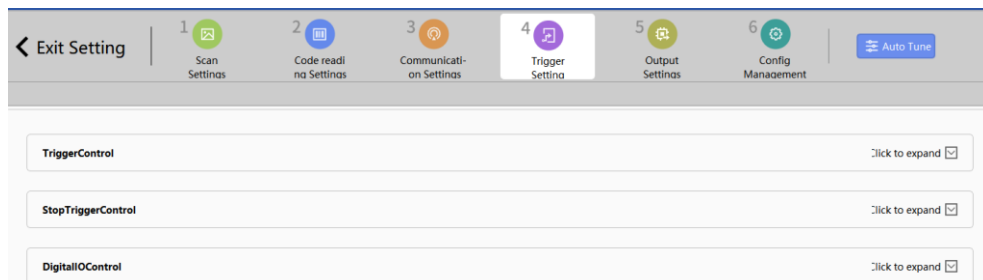 Exit Setting
1
Scan
Settings
2
Code readi
ng Settings
3
Communicati-
on Settings
4
Trigger
Setting
5
Output
Settings
6
Config
Management
Auto Tune
TriggerControl
Click to expand
StopTriggerControl
Click to expand
DigitalIOControl
Click to expand